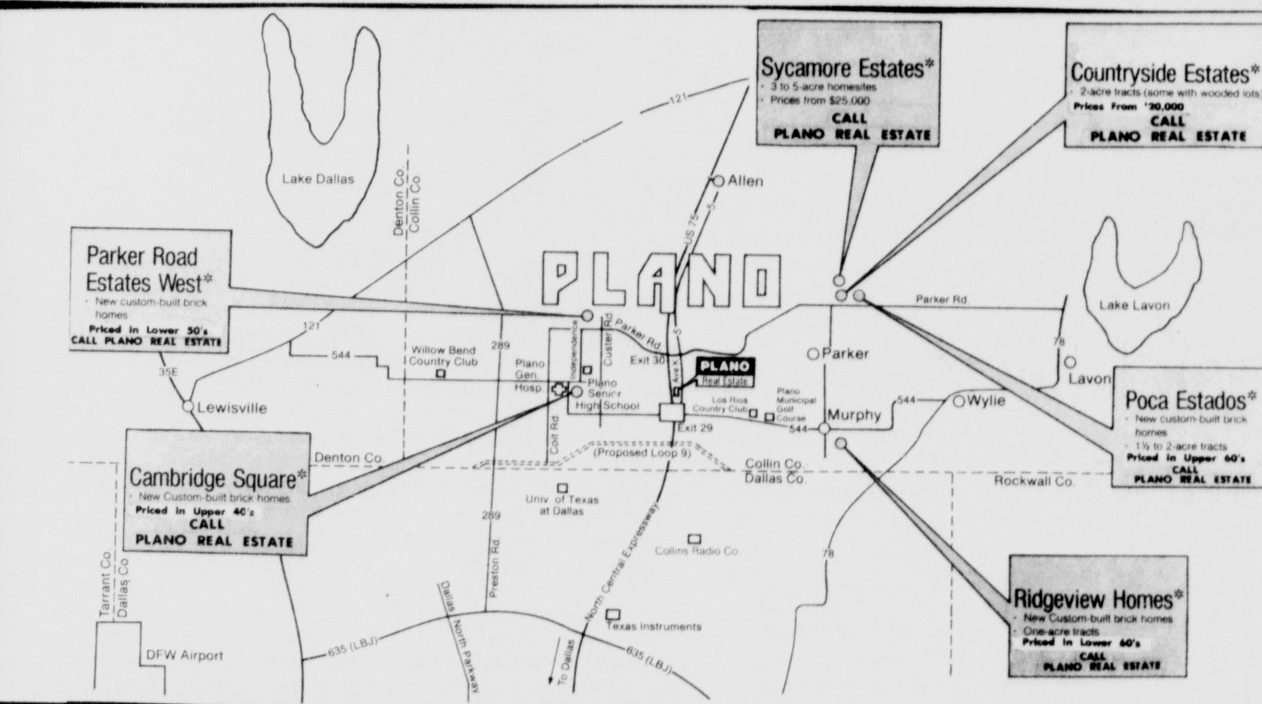 Sycamore Estates*
· 3 to 5-acre homesites
· Prices from $25,000
CALL
PLANO REAL ESTATE
Countryside Estates*
· 2-acre tracts (some with wooded lots)
Prices From $20,000
CALL
PLANO REAL ESTATE
121
Lake Dallas
Allen
Denton Co.
Collin Co.
US 75
5
Parker Road
Estates West*
· New custom-built brick
homes
Priced in Lower 50's
CALL PLANO REAL ESTATE
PLANO
Parker Rd.
Lake Lavon
121
544
Willow Bend
Country Club
289
Independence
Custer Rd
Parker Rd.
5
Exit 30
Ave K
PLANO
Real Estate
Parker
78
Lavon
35E
Lewisville
Plano
Gen.
Hosp.
Plano
Senior
High School
Los Rios
Country Club
Plano
Municipal
Golf
Course
Murphy
544
544
Wylie
Poca Estados*
· New custom-built brick
homes
· 1½ to 2-acre tracts
Priced in Upper 60's
CALL
PLANO REAL ESTATE
Coit Rd.
Exit 29
(Proposed Loop 9)
Denton Co.
Collin Co.
Dallas Co.
Rockwall Co.
Cambridge Square*
· New Custom-built brick homes
Priced in Upper 40's
CALL
PLANO REAL ESTATE
Univ. of Texas
at Dallas
289
Preston Rd.
North Central Expressway
Collins Radio Co.
78
Tarrant Co.
Dallas Co
DFW Airport
635 (LBJ)
Dallas North Parkway
To Dallas
Texas Instruments
635 (LBJ)
Ridgeview Homes*
· New Custom-built brick homes
· One-acre tracts
Priced in Lower 60's
CALL
PLANO REAL ESTATE